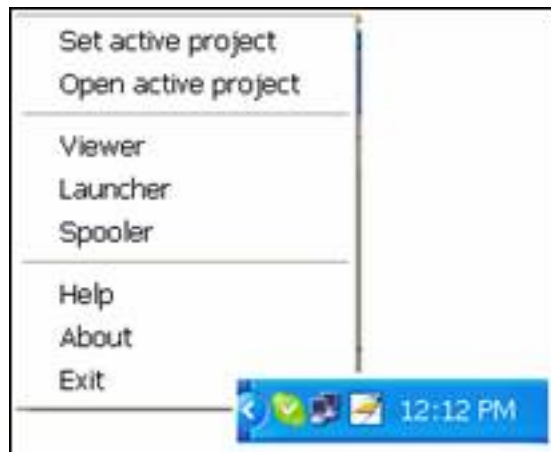 Set active project
Open active project
Viewer
Launcher
Spooler
Help
About
Exit
12:12 PM